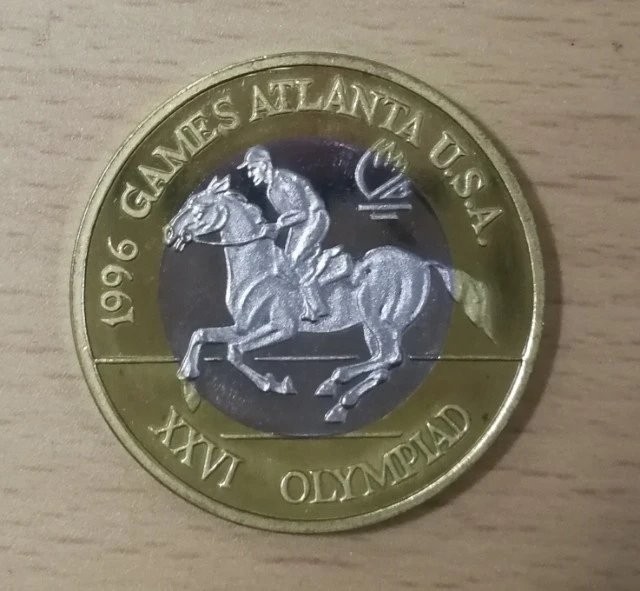 1996 GAMES ATLANTA U.S.A.
XXVI OLYMPIAD